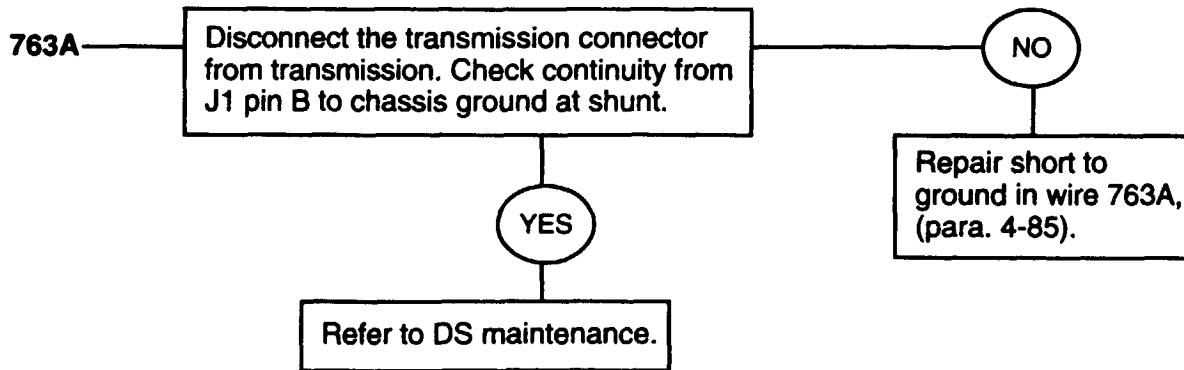 763A
Disconnect the transmission connector
from transmission. Check continuity from
J1 pin B to chassis ground at shunt.
NO
Repair short to
ground in wire 763A,
(para. 4-85).
YES
Refer to DS maintenance.